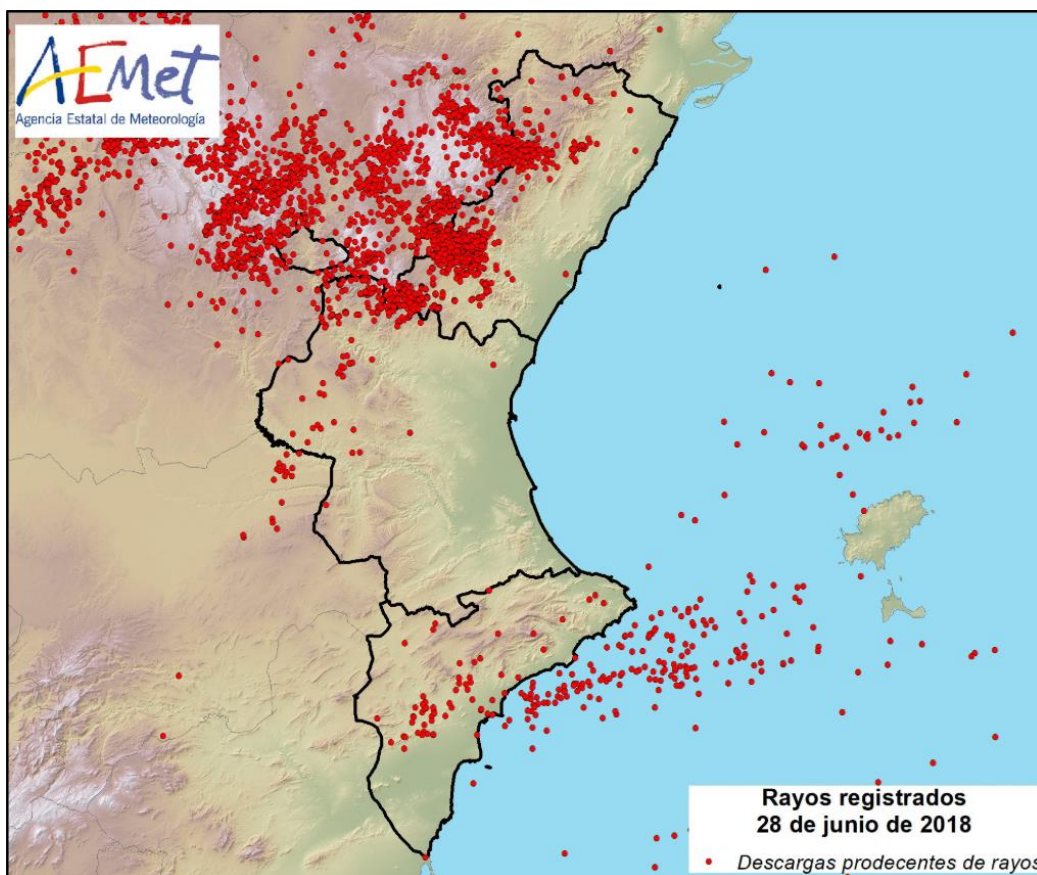 AEMet
Agencia Estatal de Meteorología
Rayos registrados
28 de junio de 2018
Descargas prodecentes de rayos